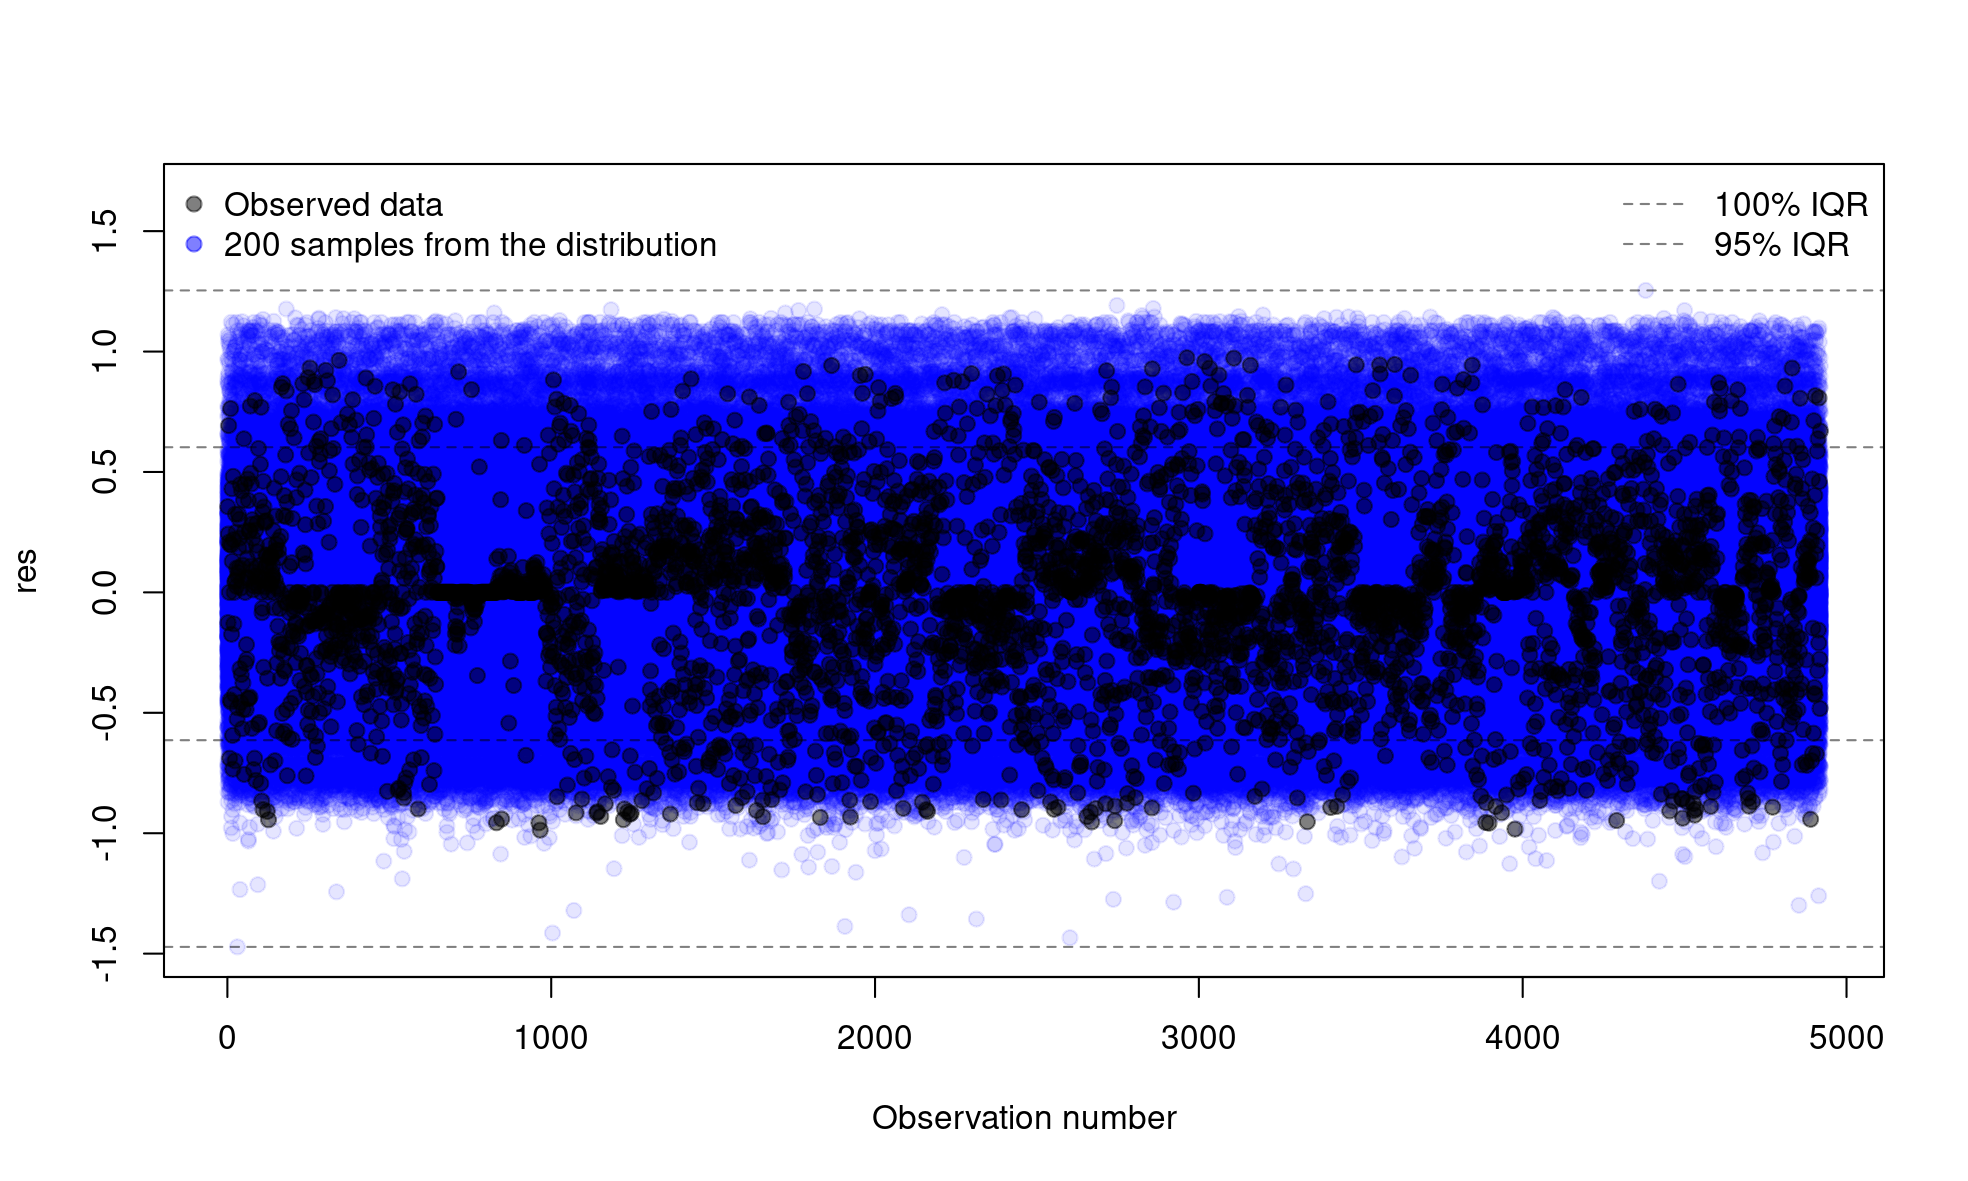 Observed data
200 samples from the distribution
100% IQR
95% IQR
res
1.5
1.0
0.5
0.0
-0.5
-1.0
-1.5
0 1000 2000 3000 4000 5000
Observation number